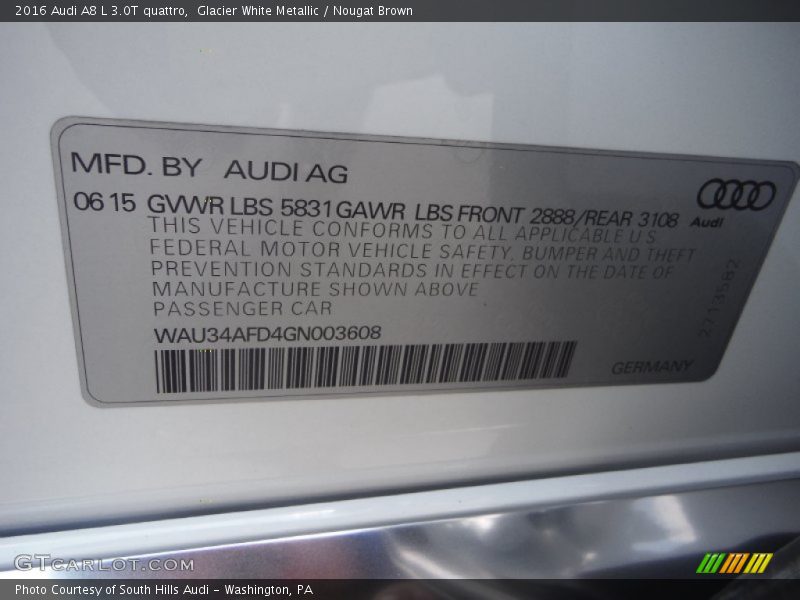 2016 Audi A8 L 3.0T quattro,  Glacier White Metallic / Nougat Brown
MFD. BY AUDI AG
06 15 GVWR LBS 5831 GAWR LBS FRONT 2888/REAR 3108
Audi
THIS VEHICLE CONFORMS TO ALL APPLICABLE U S
FEDERAL MOTOR VEHICLE SAFETY, BUMPER AND THEFT
PREVENTION STANDARDS IN EFFECT ON THE DATE OF
MANUFACTURE SHOWN ABOVE
PASSENGER CAR
WAU34AFD4GN003608
2713582
GERMANY
GTCARLOT.COM
Photo Courtesy of South Hills Audi - Washington, PA